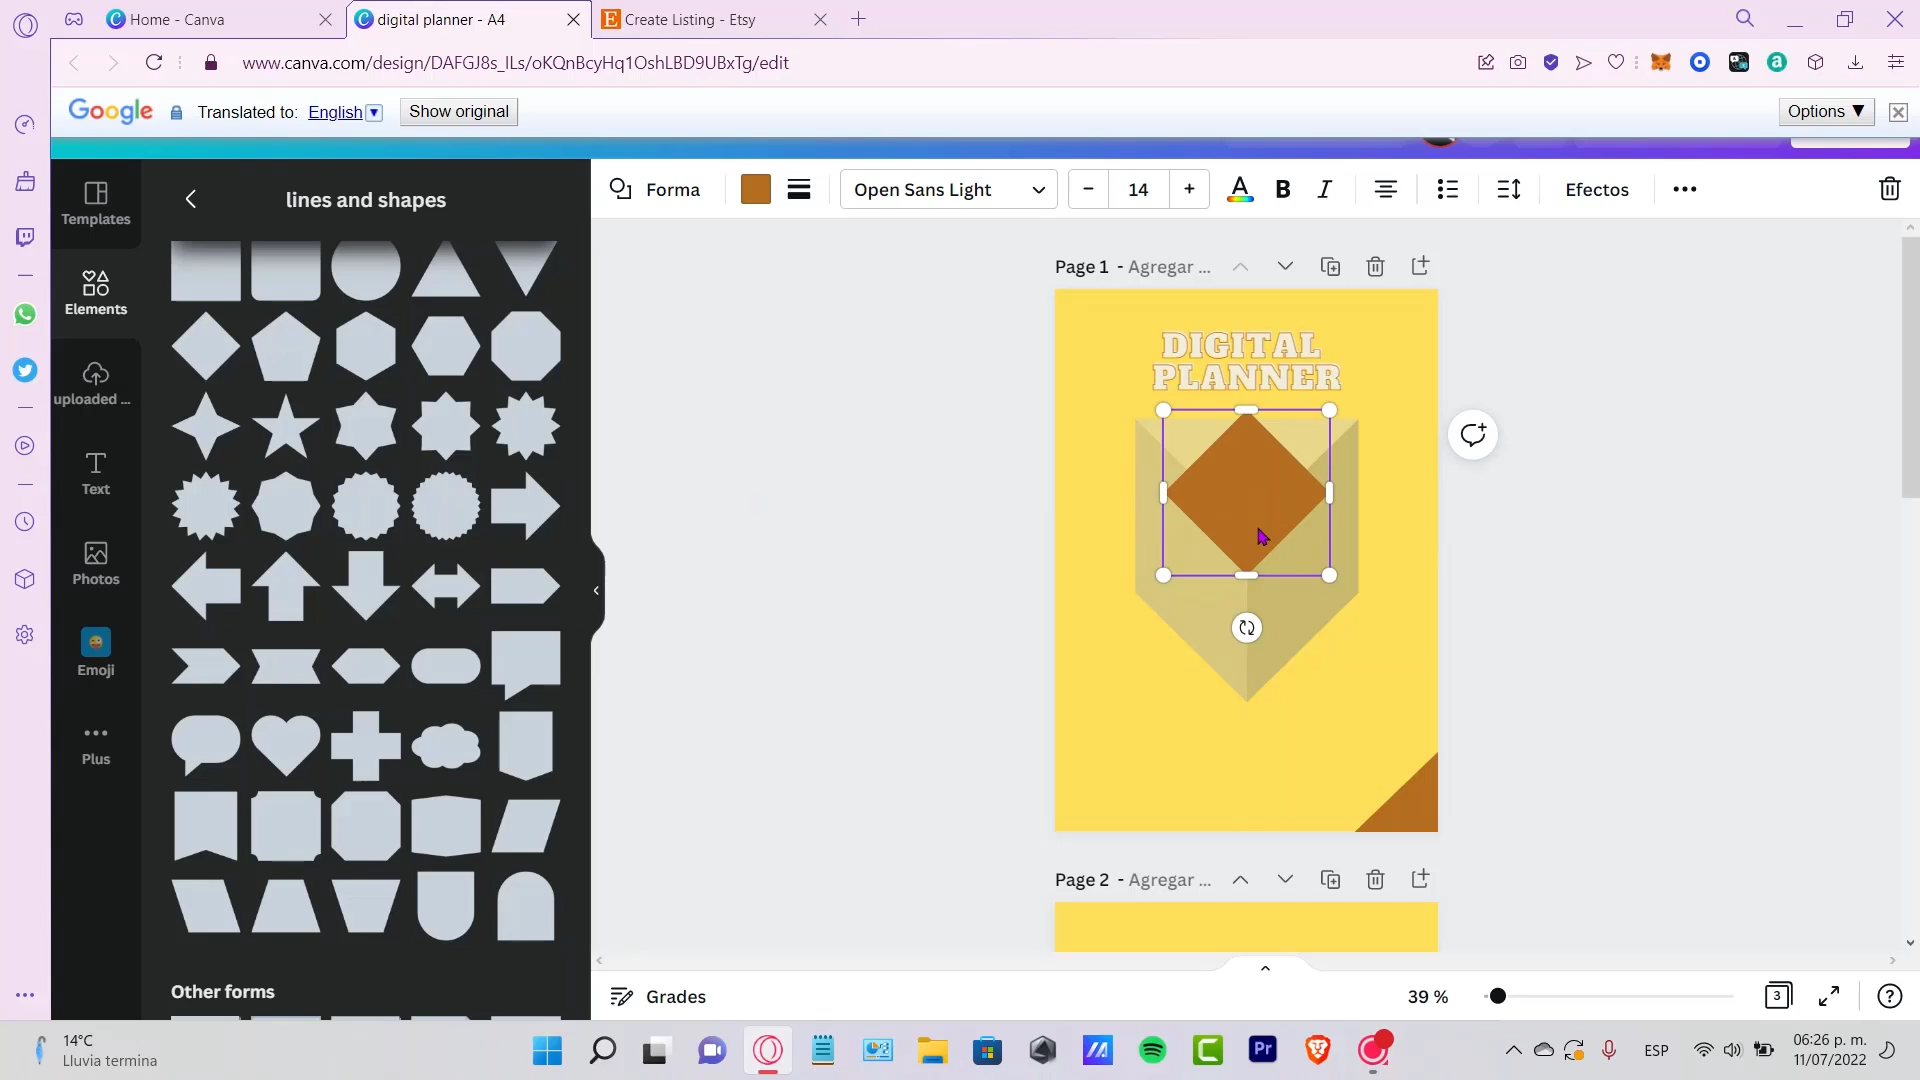 Home - Canva
digital planner - A4
Create Listing - Etsy
www.canva.com/design/DAFGJ8s_lLs/oKQnBcyHq1OshLBD9UBxTg/edit
Google Translated to: English Show original Options ▼
Templates
Elements
uploaded ...
Text
Photos
Emoji
Plus
lines and shapes
Other forms
Forma
Open Sans Light
– 14 +
A B I
Efectos
Page 1 - Agregar ...
DIGITAL
PLANNER
Page 2 - Agregar ...
Grades
39 %
3
?
14°C
Lluvia termina
Pr
ESP
06:26 p. m.
11/07/2022